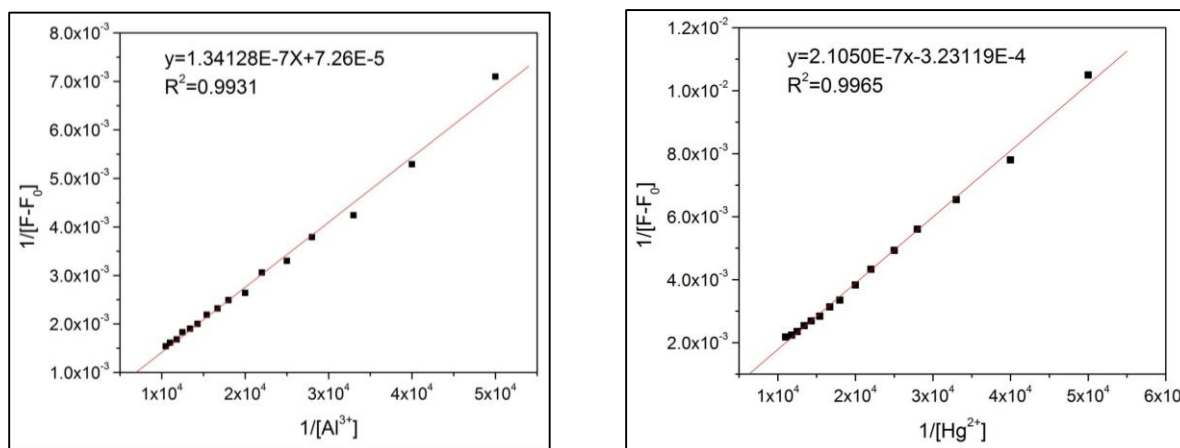 8.0x10⁻³
7.0x10⁻³
6.0x10⁻³
5.0x10⁻³
4.0x10⁻³
3.0x10⁻³
2.0x10⁻³
1.0x10⁻³
1/[F-F₀]
y=1.34128E-7X+7.26E-5
R²=0.9931
1x10⁴ 2x10⁴ 3x10⁴ 4x10⁴ 5x10⁴
1/[Al³⁺]
1.2x10⁻²
1.0x10⁻²
8.0x10⁻³
6.0x10⁻³
4.0x10⁻³
2.0x10⁻³
1/[F-F₀]
y=2.1050E-7x-3.23119E-4
R²=0.9965
1x10⁴ 2x10⁴ 3x10⁴ 4x10⁴ 5x10⁴ 6x10
1/[Hg²⁺]